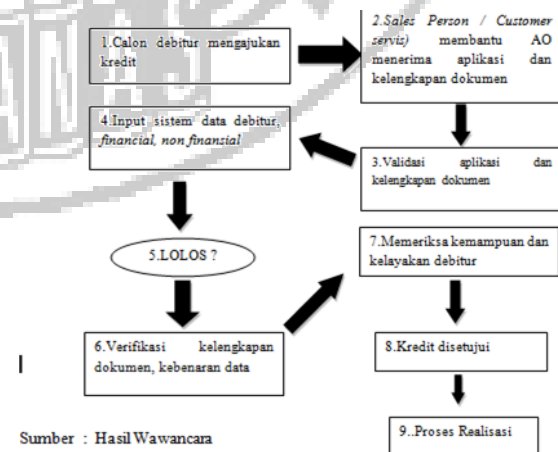 1.Calon debitur mengajukan
kredit
2.Sales Person / Customer
servis) membantu AO
menerima aplikasi dan
kelengkapan dokumen
3.Validasi aplikasi dan
kelengkapan dokumen
4.Input sistem data debitur,
financial, non finansial
5.LOLOS ?
6.Verifikasi kelengkapan
dokumen, kebenaran data
7.Memeriksa kemampuan dan
kelayakan debitur
8.Kredit disetujui
9..Proses Realisasi
Sumber : Hasil Wawancara